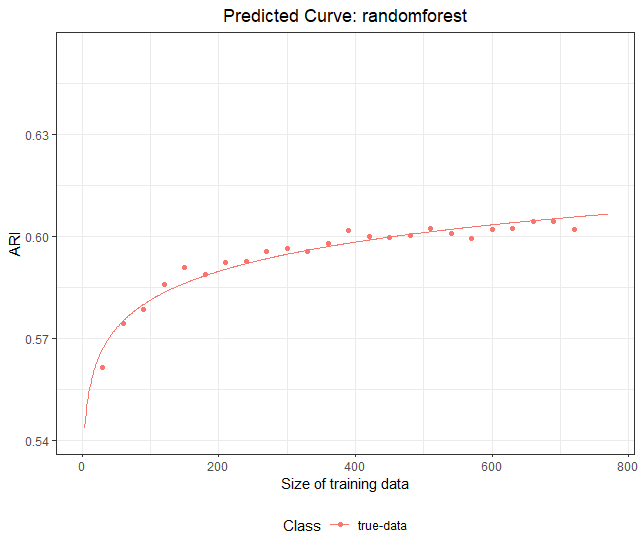 Predicted Curve: randomforest
ARI
0.63
0.60
0.57
0.54
0 200 400 600 800
Size of training data
Class true-data